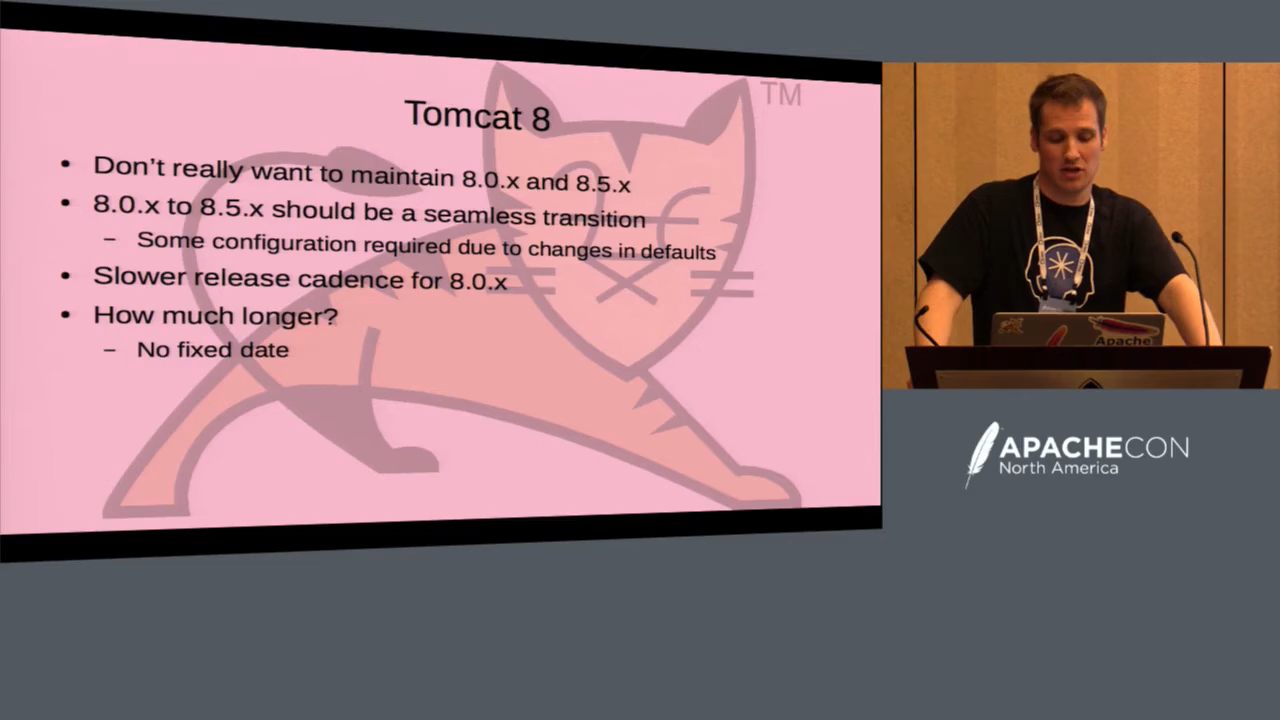 Tomcat 8
TM
• Don't really want to maintain 8.0.x and 8.5.x
• 8.0.x to 8.5.x should be a seamless transition
– Some configuration required due to changes in defaults
• Slower release cadence for 8.0.x
• How much longer?
– No fixed date
Apache
APACHECON
North America